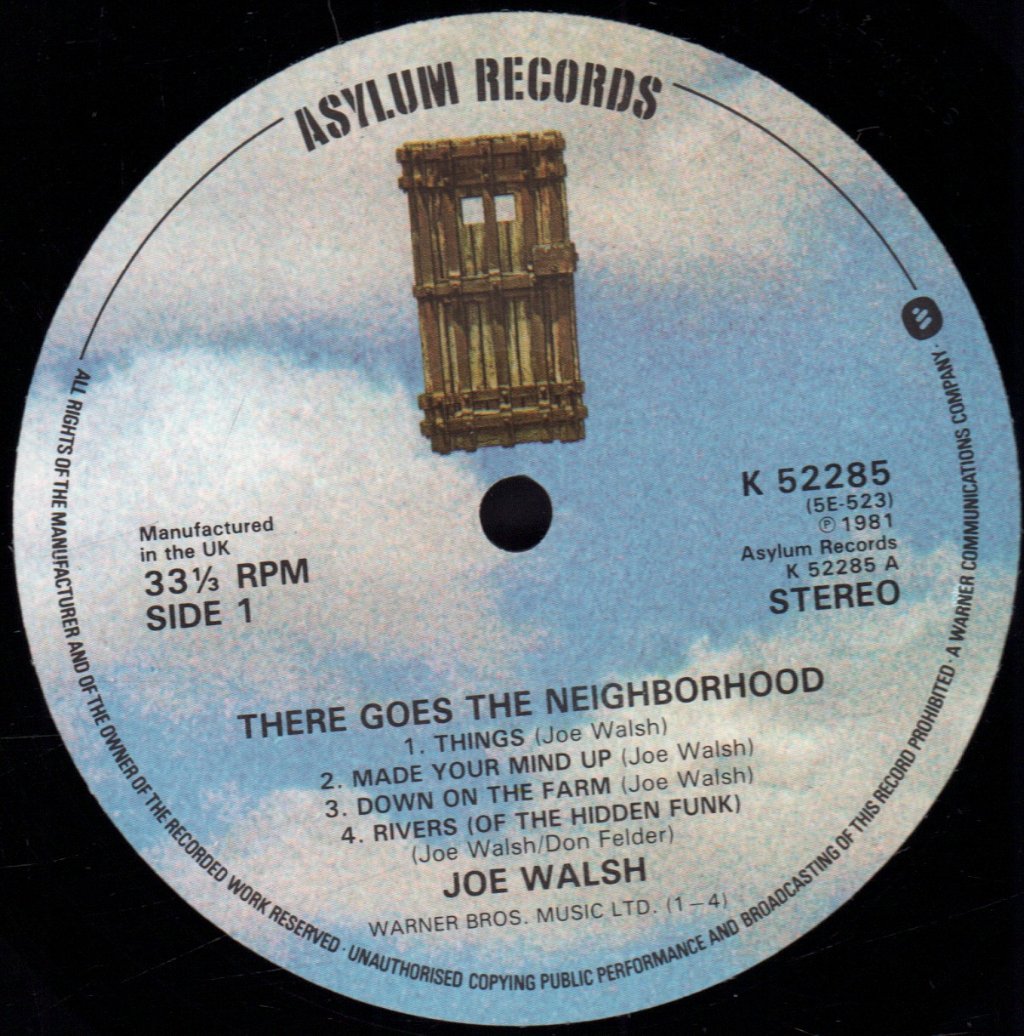 ASYLUM RECORDS
K 52285
(5E-523)
Ⓟ 1981
Asylum Records
K 52285 A
STEREO
Manufactured
in the UK
33⅓ RPM
SIDE 1
THERE GOES THE NEIGHBORHOOD
1. THINGS (Joe Walsh)
2. MADE YOUR MIND UP (Joe Walsh)
3. DOWN ON THE FARM (Joe Walsh)
4. RIVERS (OF THE HIDDEN FUNK)
(Joe Walsh/Don Felder)
JOE WALSH
WARNER BROS. MUSIC LTD. (1–4)
ALL RIGHTS OF THE MANUFACTURER AND OF THE OWNER OF THE RECORDED WORK RESERVED · UNAUTHORISED COPYING PUBLIC PERFORMANCE AND BROADCASTING OF THIS RECORD PROHIBITED · A WARNER COMMUNICATIONS COMPANY ·